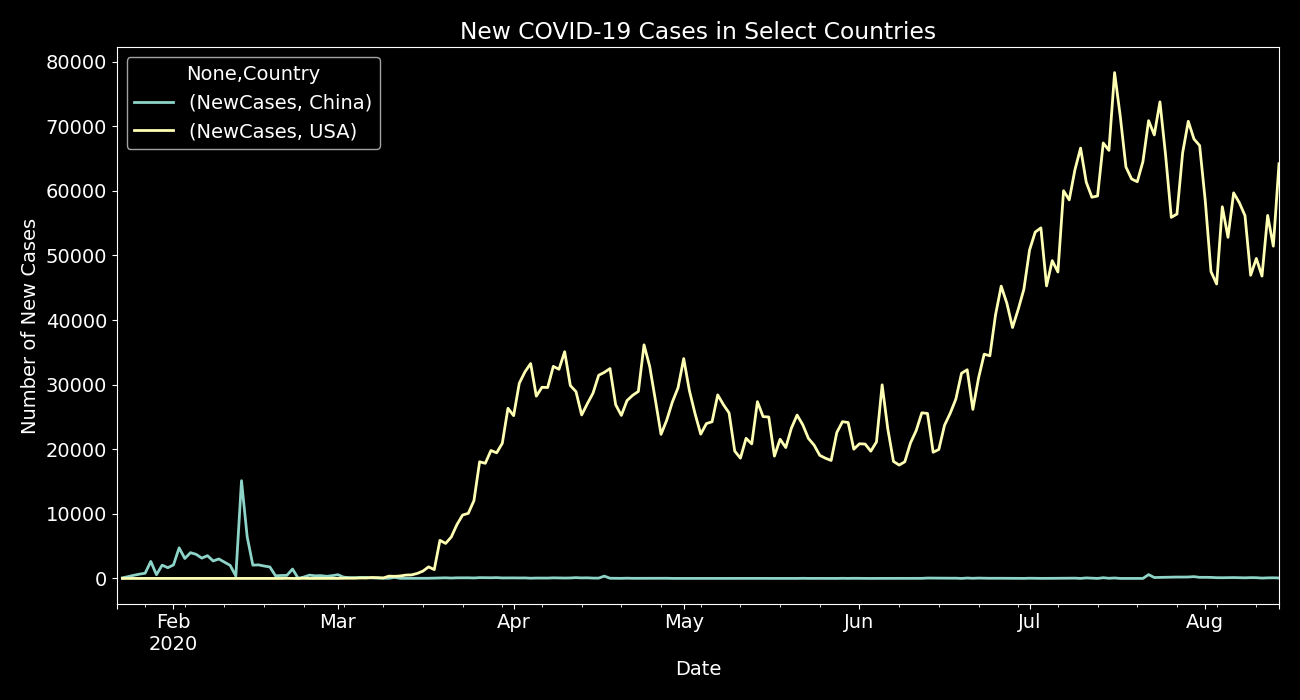 New COVID-19 Cases in Select Countries
80000
70000
60000
50000
40000
30000
20000
10000
0
Number of New Cases
None,Country
(NewCases, China)
(NewCases, USA)
Feb
2020
Mar
Apr
May
Jun
Jul
Aug
Date